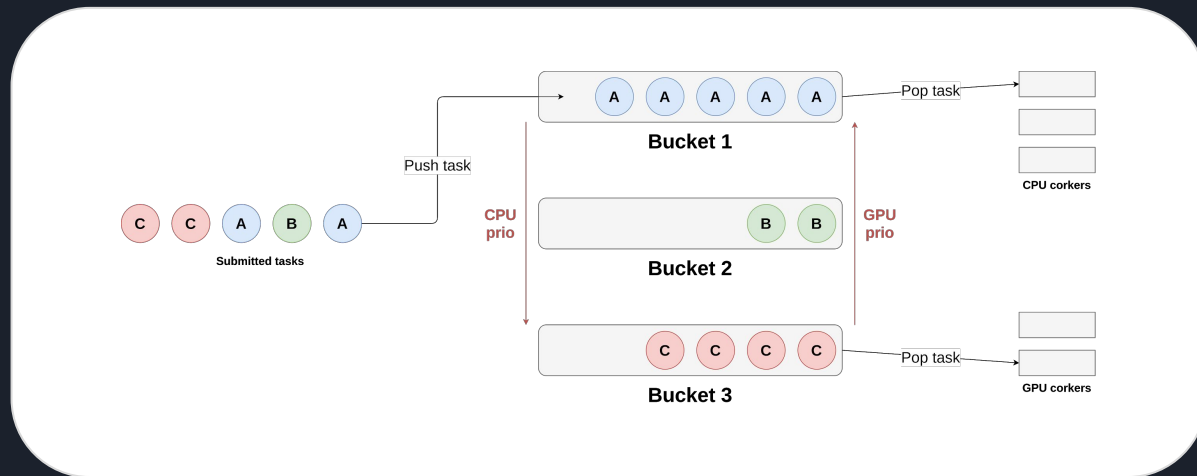 A A A A A
Pop task
Bucket 1
CPU corkers
Push task
C C A B A
Submitted tasks
CPU
prio
B B
GPU
prio
Bucket 2
C C C C
Pop task
Bucket 3
GPU corkers